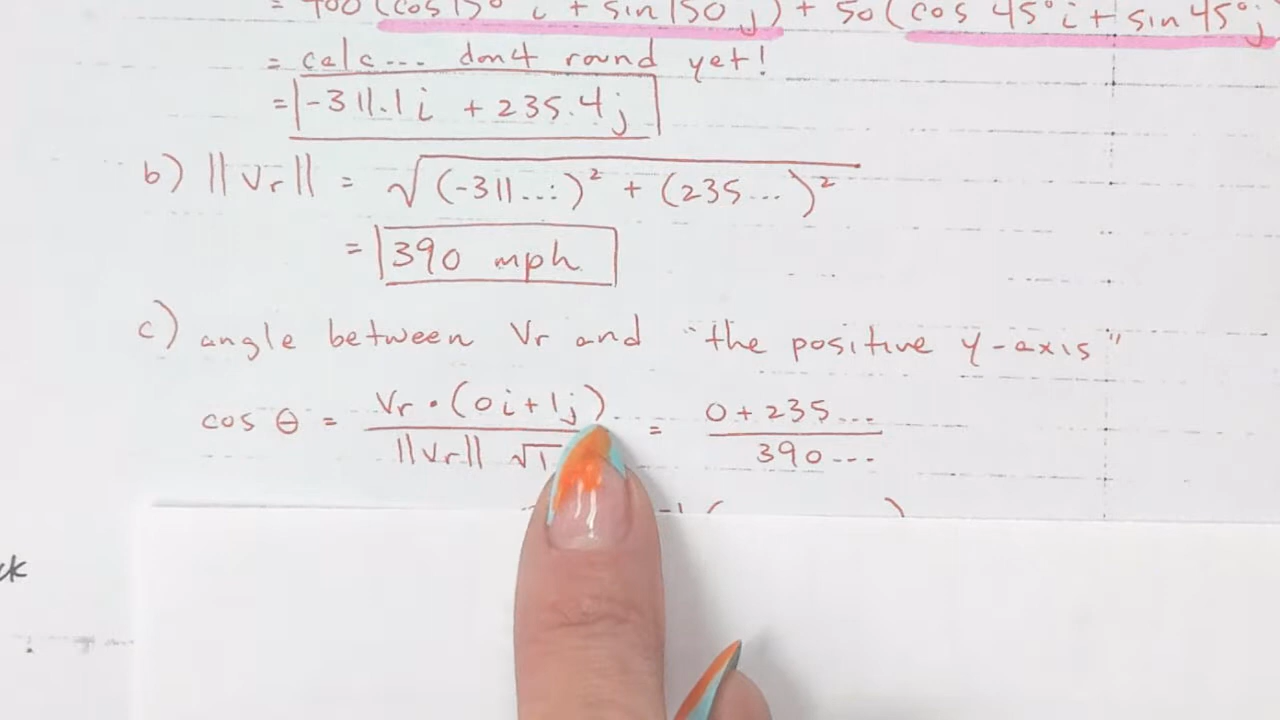 = 400 (cos 150° i + sin 150 j) + 50 (cos 45° i + sin 45° j
= calc... don't round yet!
= -311.1i + 235.4j
b) ||Vr|| = √(-311...)² + (235...)²
= 390 mph
c) angle between Vr and "the positive y-axis"
cos θ = Vr • (0i + 1j) / ||Vr|| √1 = 0 + 235... / 390...
-1 ( )